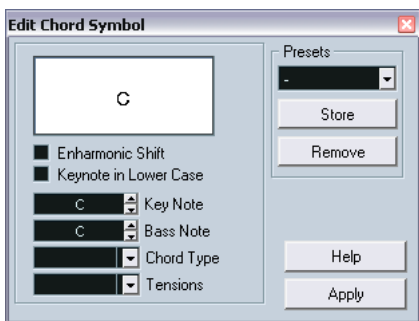 Edit Chord Symbol
C
Enharmonic Shift
Keynote in Lower Case
C Key Note
C Bass Note
Chord Type
Tensions
Presets
-
Store
Remove
Help
Apply